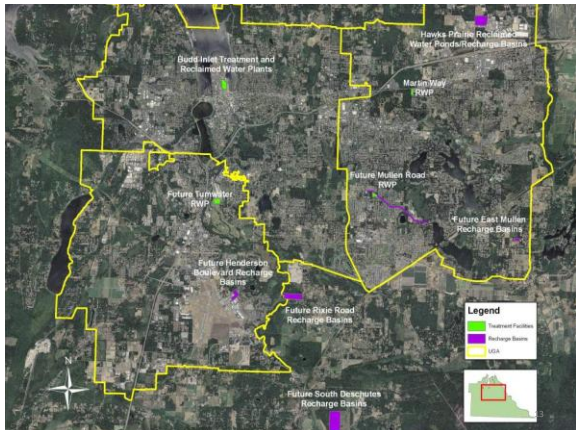 Hawks Prairie Reclaimed
Water Ponds/Recharge Basins
Budd Inlet Treatment and
Reclaimed Water Plants
Martin Way
RWP
Future Mullen Road
RWP
Future Tumwater
RWP
Future East Mullen
Recharge Basins
Future Henderson
Boulevard Recharge
Basins
Future Rixie Road
Recharge Basins
Legend
Treatment Facilities
Recharge Basins
UGA
Future South Deschutes
Recharge Basins